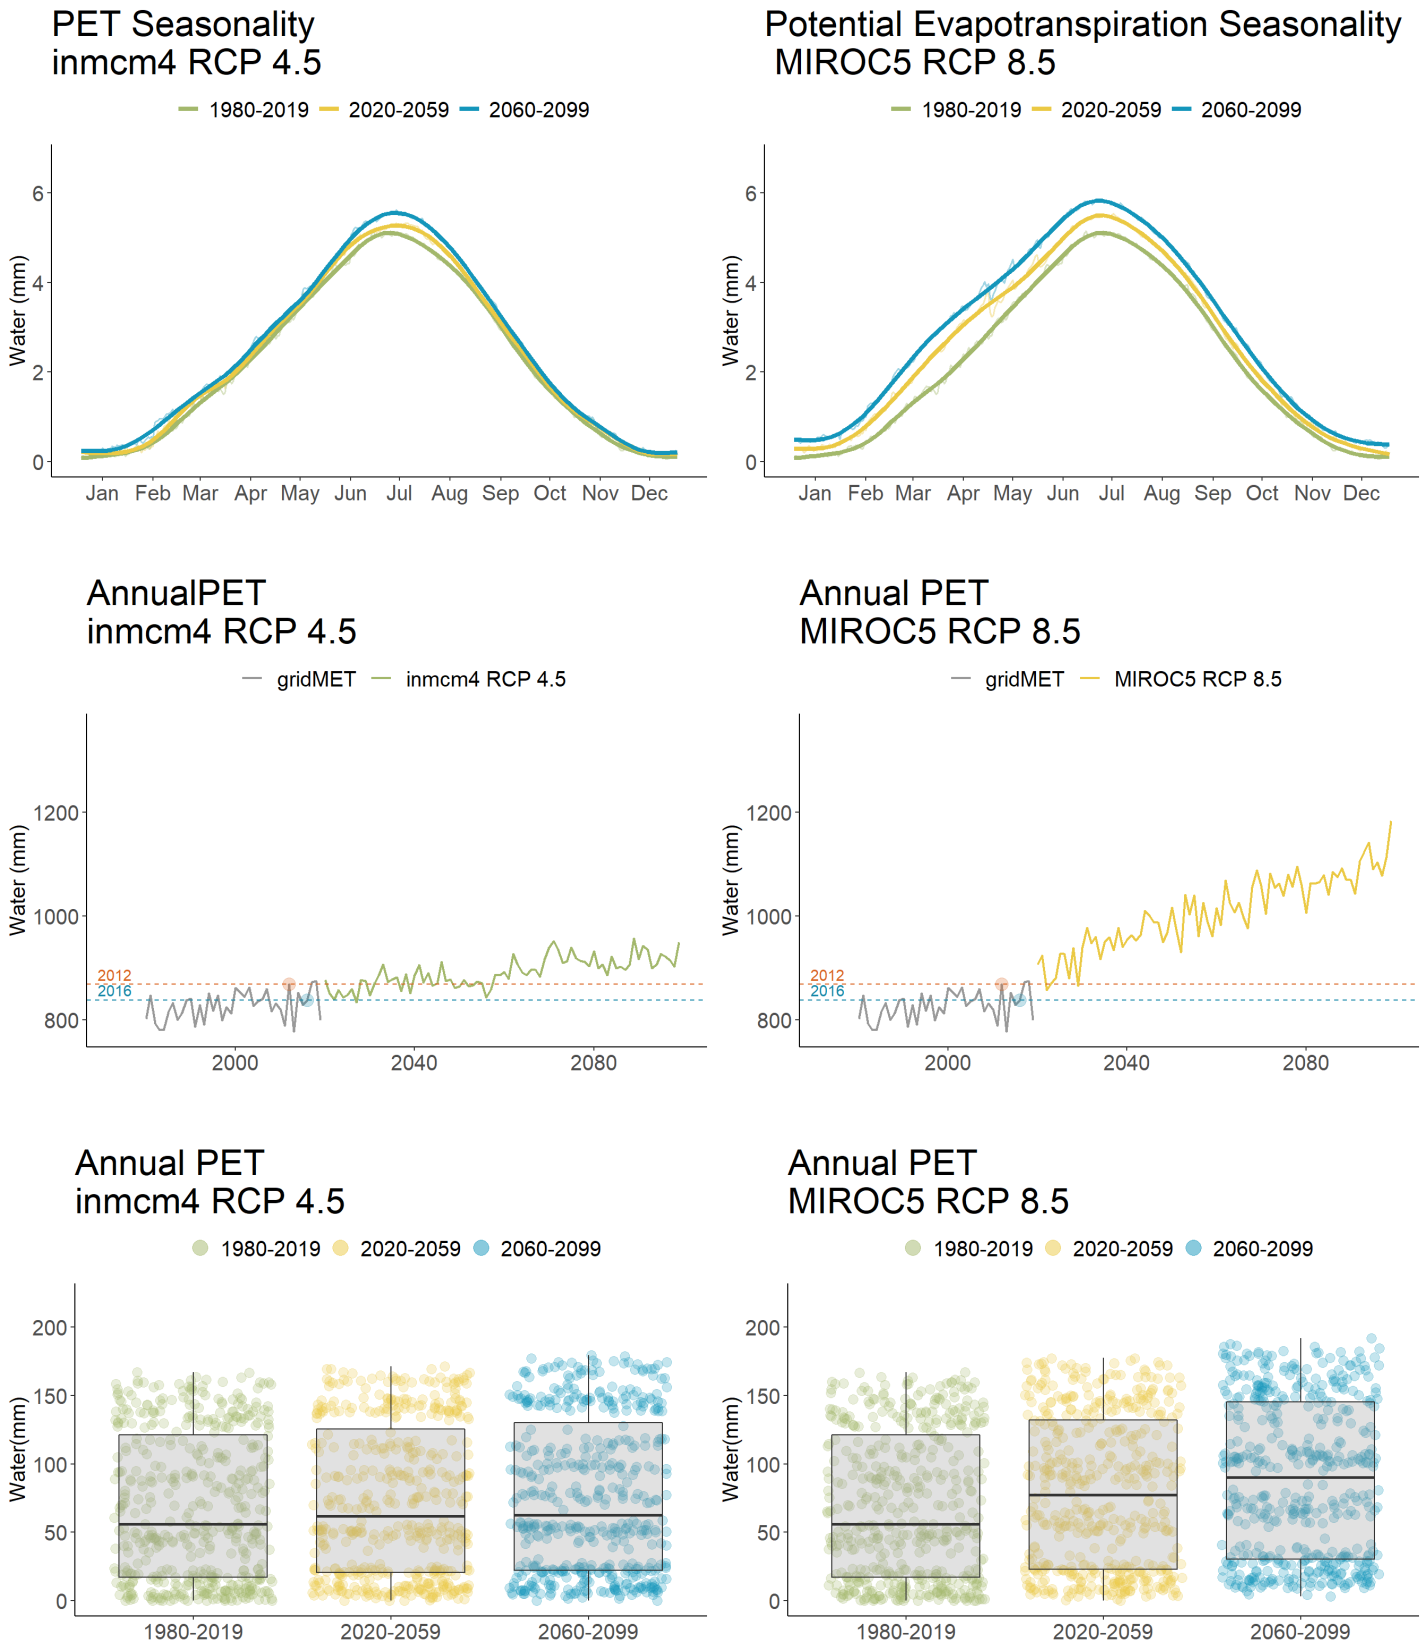 PET Seasonality
inmcm4 RCP 4.5
1980-2019 2020-2059 2060-2099
Water (mm)
6
4
2
0
Jan Feb Mar Apr May Jun Jul Aug Sep Oct Nov Dec
Potential Evapotranspiration Seasonality
MIROC5 RCP 8.5
1980-2019 2020-2059 2060-2099
Water (mm)
6
4
2
0
Jan Feb Mar Apr May Jun Jul Aug Sep Oct Nov Dec
AnnualPET
inmcm4 RCP 4.5
gridMET inmcm4 RCP 4.5
Water (mm)
1200
1000
800
2012
2016
2000 2040 2080
Annual PET
MIROC5 RCP 8.5
gridMET MIROC5 RCP 8.5
Water (mm)
1200
1000
800
2012
2016
2000 2040 2080
Annual PET
inmcm4 RCP 4.5
1980-2019 2020-2059 2060-2099
Water(mm)
200
150
100
50
0
1980-2019 2020-2059 2060-2099
Annual PET
MIROC5 RCP 8.5
1980-2019 2020-2059 2060-2099
Water(mm)
200
150
100
50
0
1980-2019 2020-2059 2060-2099